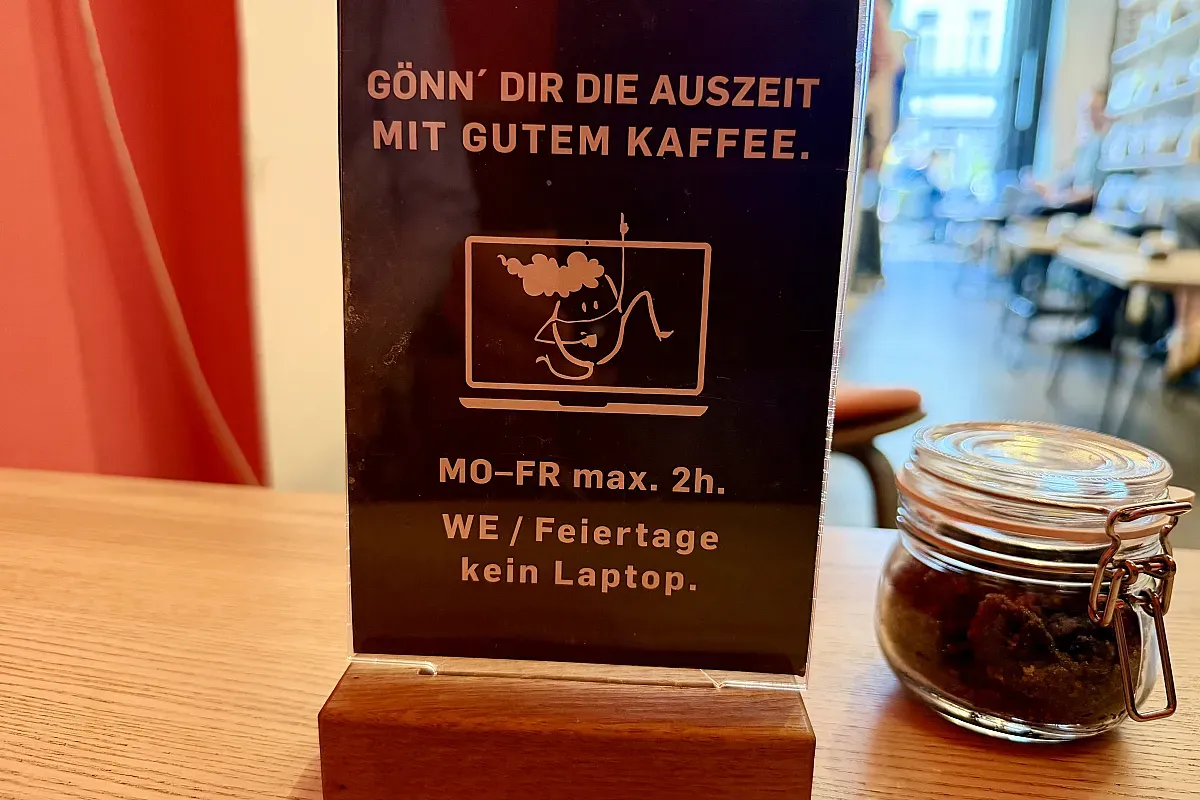 GÖNN´ DIR DIE AUSZEIT
MIT GUTEM KAFFEE.
MO–FR max. 2h.
WE / Feiertage
kein Laptop.